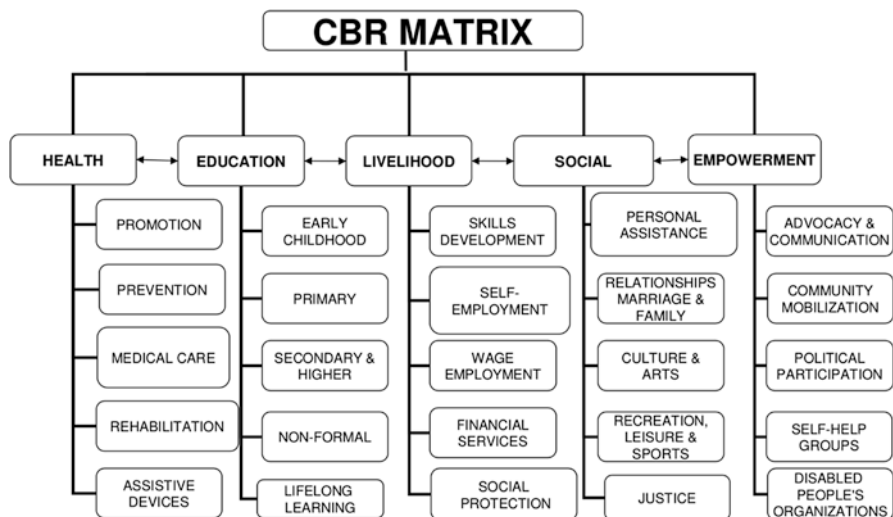 CBR MATRIX
HEALTH
EDUCATION
LIVELIHOOD
SOCIAL
EMPOWERMENT
PROMOTION
PREVENTION
MEDICAL CARE
REHABILITATION
ASSISTIVE
DEVICES
EARLY
CHILDHOOD
PRIMARY
SECONDARY &
HIGHER
NON-FORMAL
LIFELONG
LEARNING
SKILLS
DEVELOPMENT
SELF-
EMPLOYMENT
WAGE
EMPLOYMENT
FINANCIAL
SERVICES
SOCIAL
PROTECTION
PERSONAL
ASSISTANCE
RELATIONSHIPS
MARRIAGE &
FAMILY
CULTURE &
ARTS
RECREATION,
LEISURE &
SPORTS
JUSTICE
ADVOCACY &
COMMUNICATION
COMMUNITY
MOBILIZATION
POLITICAL
PARTICIPATION
SELF-HELP
GROUPS
DISABLED
PEOPLE'S
ORGANIZATIONS